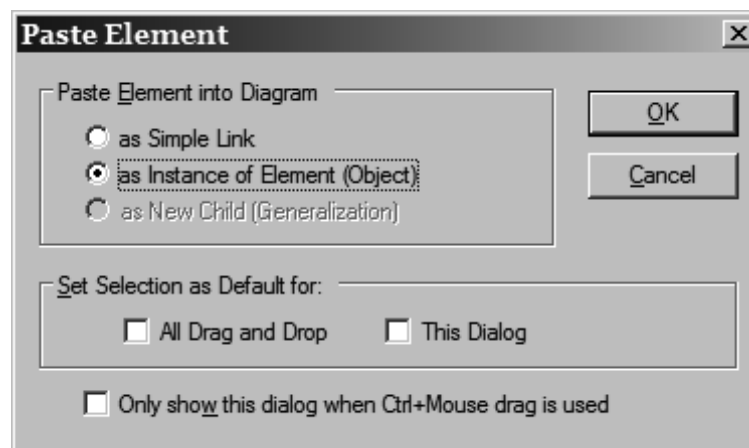 Paste Element
Paste Element into Diagram
as Simple Link
as Instance of Element (Object)
as New Child (Generalization)
OK
Cancel
Set Selection as Default for:
All Drag and Drop
This Dialog
Only show this dialog when Ctrl+Mouse drag is used